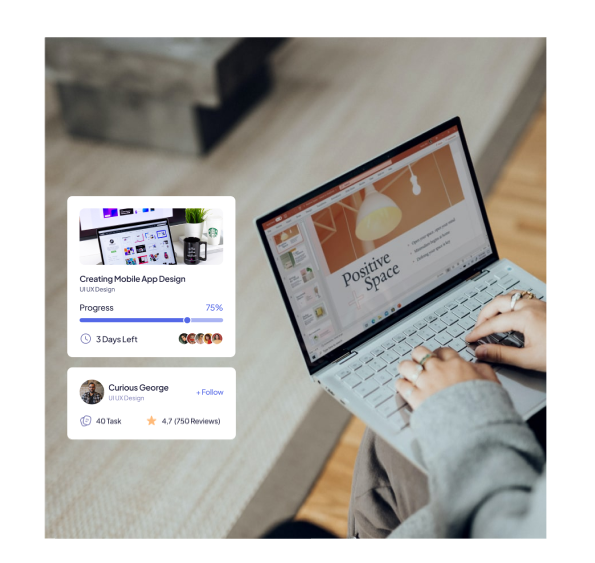 Creating Mobile App Design
UI UX Design
Progress
75%
3 Days Left
Curious George
UI UX Design
+ Follow
40 Task
4,7 (750 Reviews)
Positive
Space